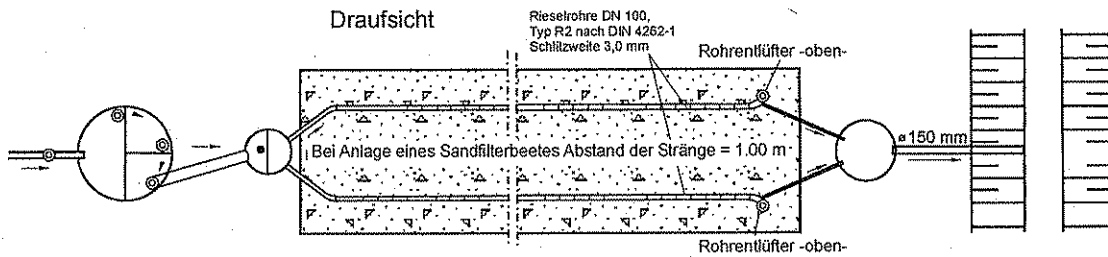 Draufsicht
Rieselrohre DN 100,
Typ R2 nach DIN 4262-1
Schlitzweite 3,0 mm
Rohrentlüfter -oben-
ø150 mm
Bei Anlage eines Sandfilterbeetes Abstand der Stränge = 1.00 m
Rohrentlüfter -oben-